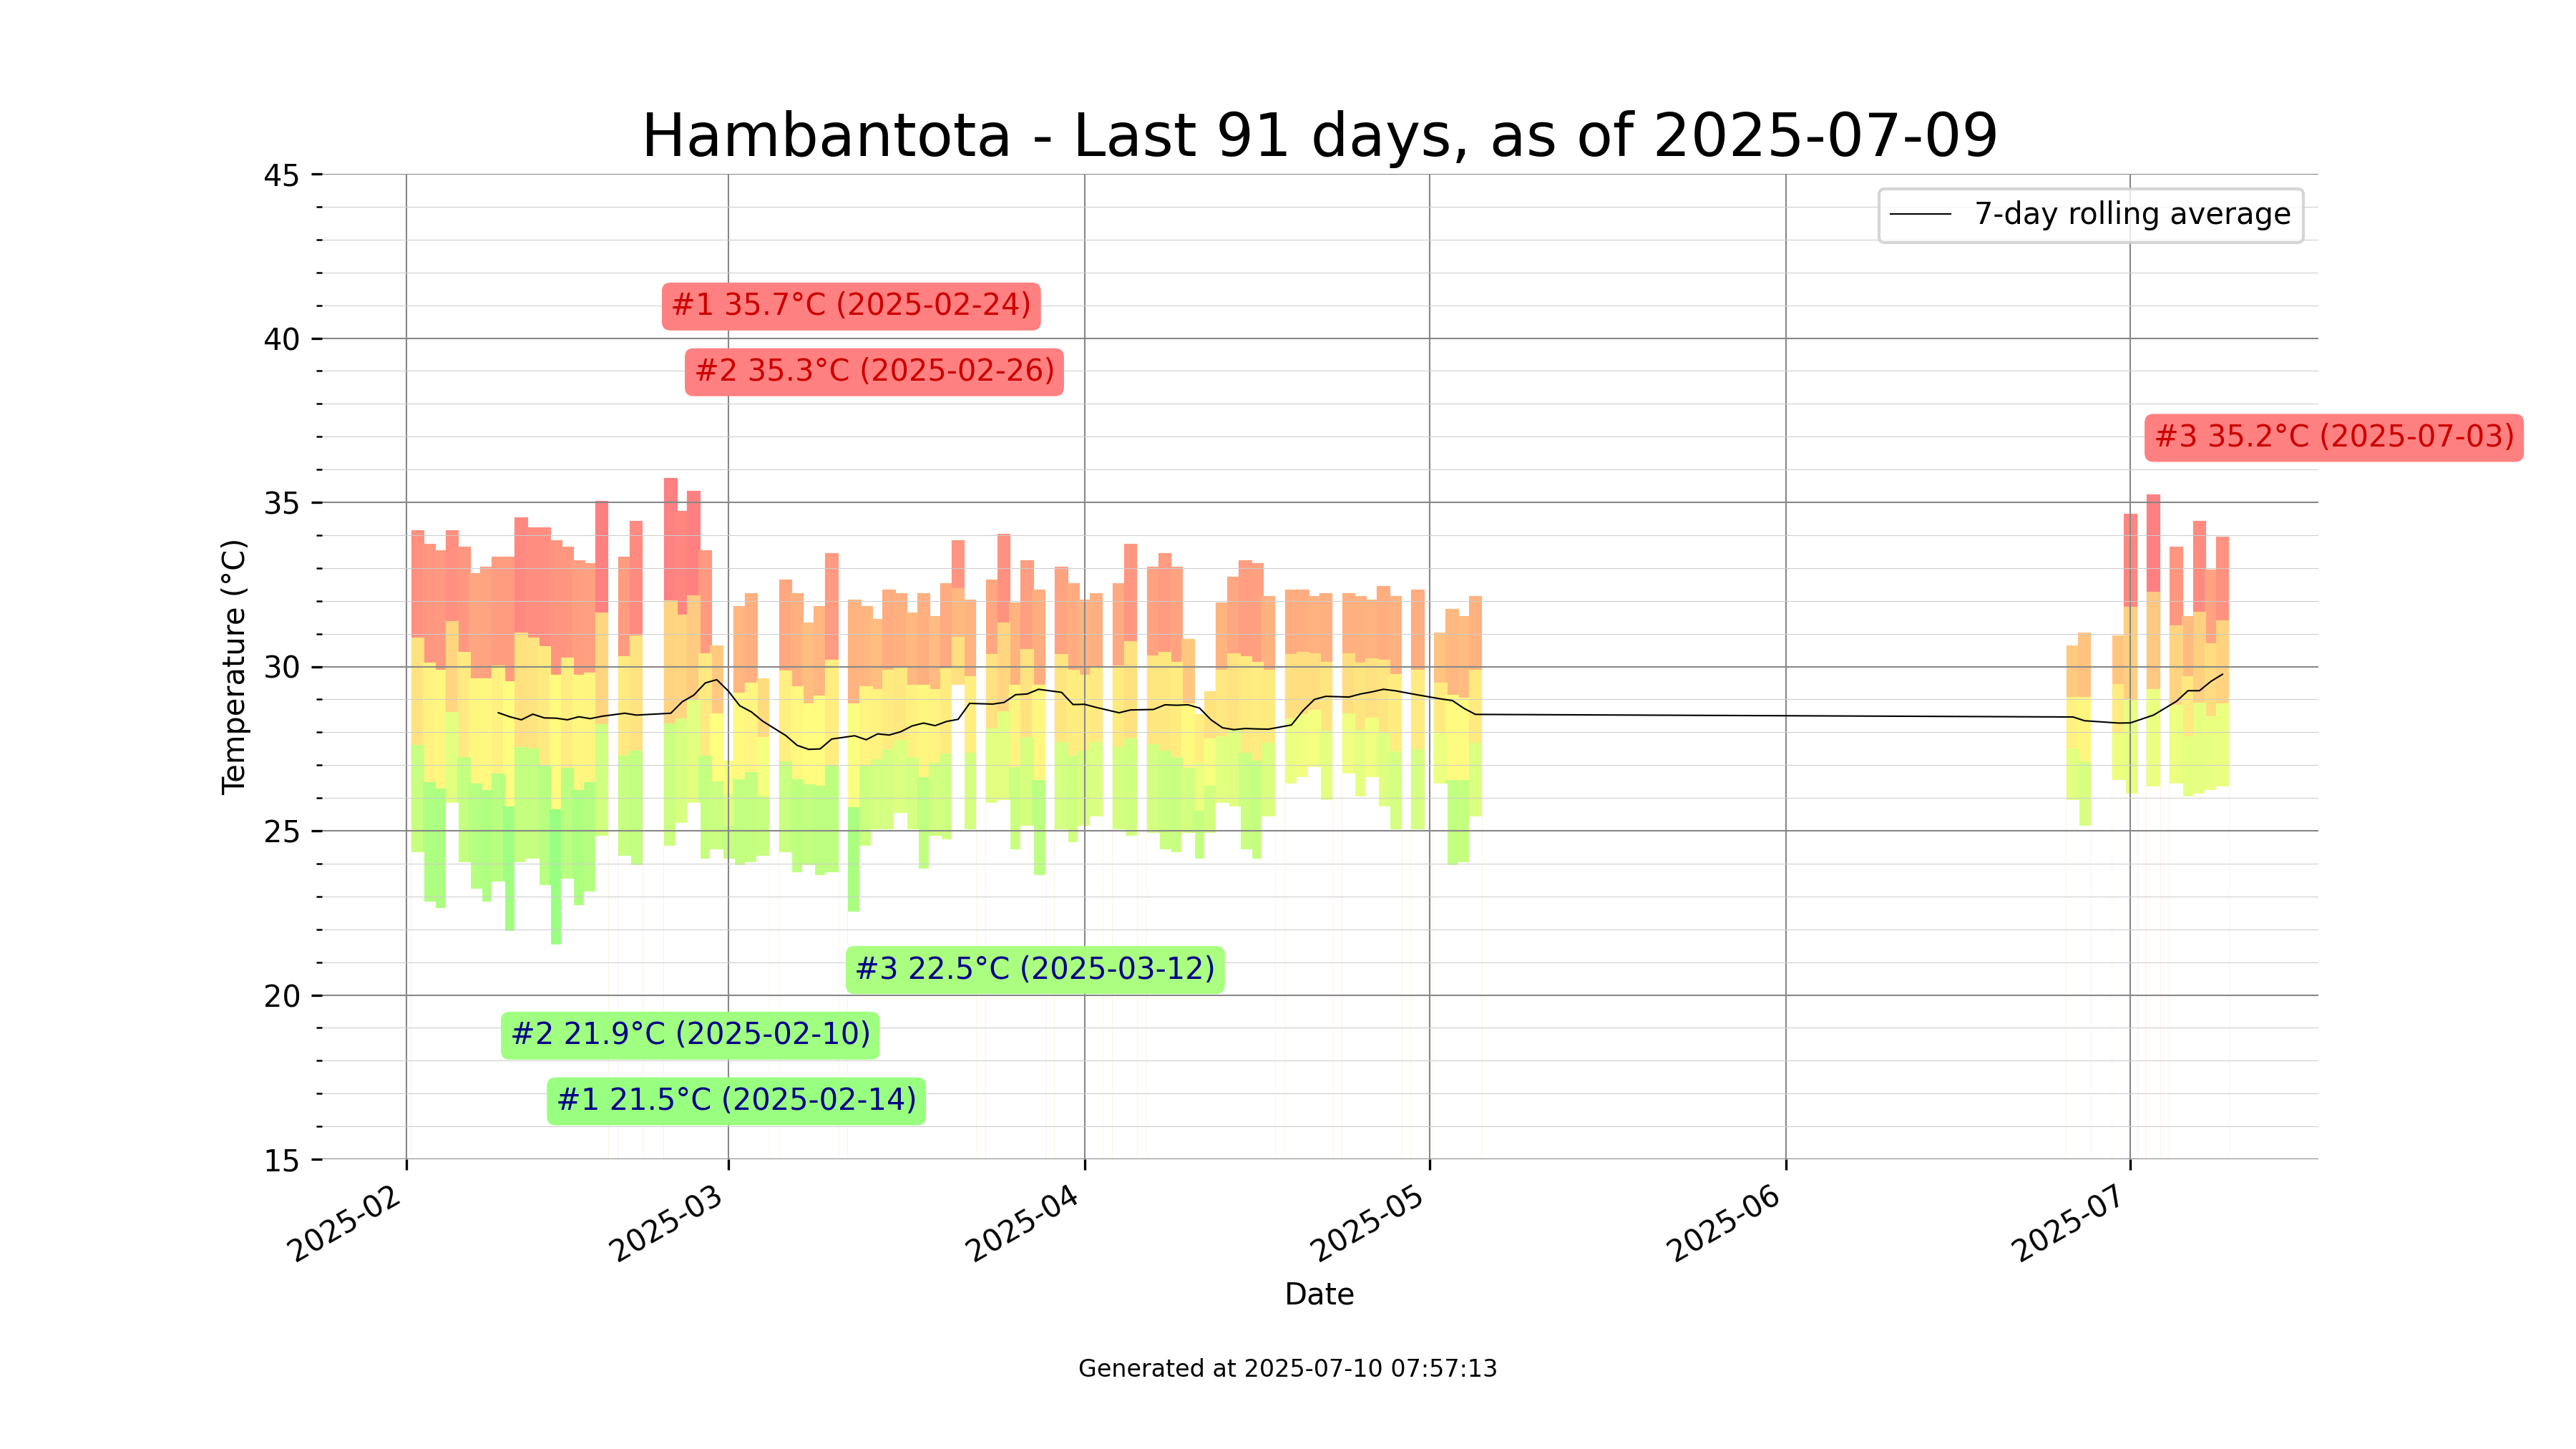 Hambantota - Last 91 days, as of 2025-07-09
7-day rolling average
Temperature (°C)
45
40
35
30
25
20
15
#1 35.7°C (2025-02-24)
#2 35.3°C (2025-02-26)
#3 35.2°C (2025-07-03)
#3 22.5°C (2025-03-12)
#2 21.9°C (2025-02-10)
#1 21.5°C (2025-02-14)
2025-02
2025-03
2025-04
2025-05
2025-06
2025-07
Date
Generated at 2025-07-10 07:57:13